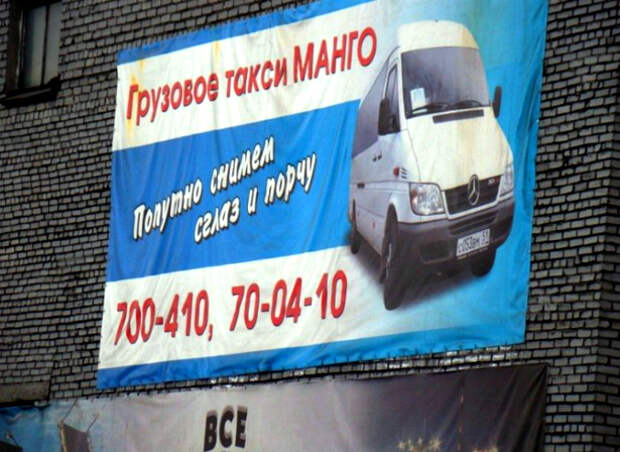 Грузовое такси МАНГО
Попутно снимем
сглаз и порчу
700-410, 70-04-10
ВСЕ